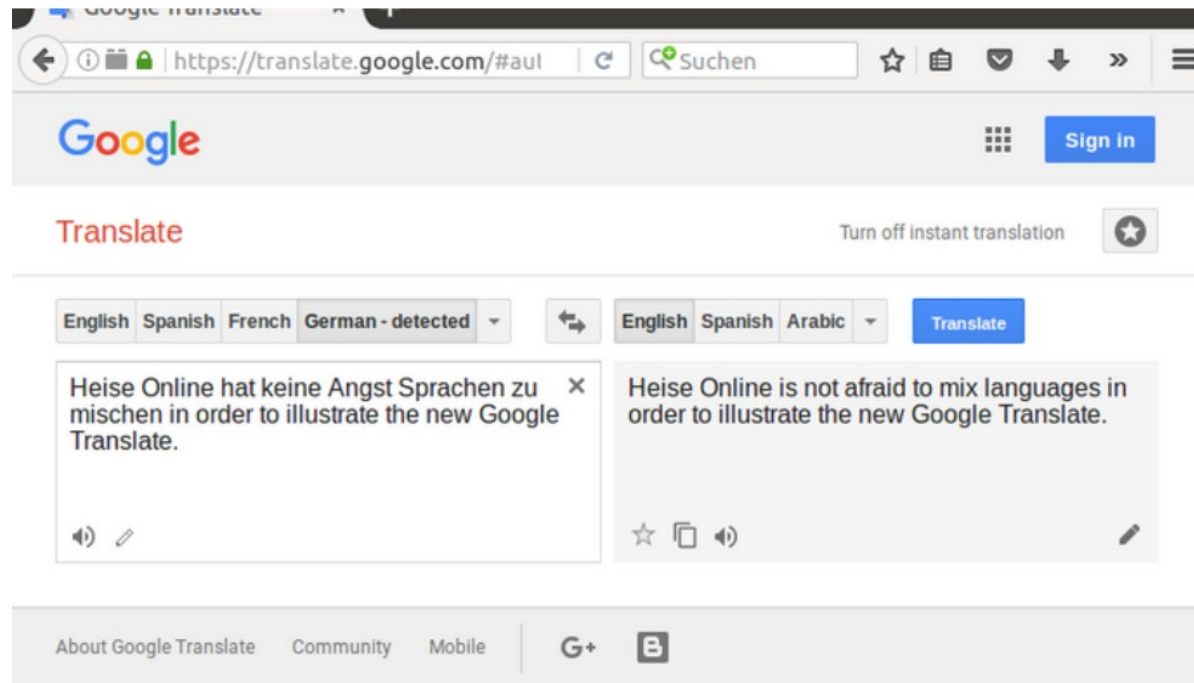 Google Translate
https://translate.google.com/#aut
Suchen
Google
Sign in
Translate
Turn off instant translation
English Spanish French German - detected
English Spanish Arabic
Translate
Heise Online hat keine Angst Sprachen zu
mischen in order to illustrate the new Google
Translate.
Heise Online is not afraid to mix languages in
order to illustrate the new Google Translate.
About Google Translate Community Mobile G+